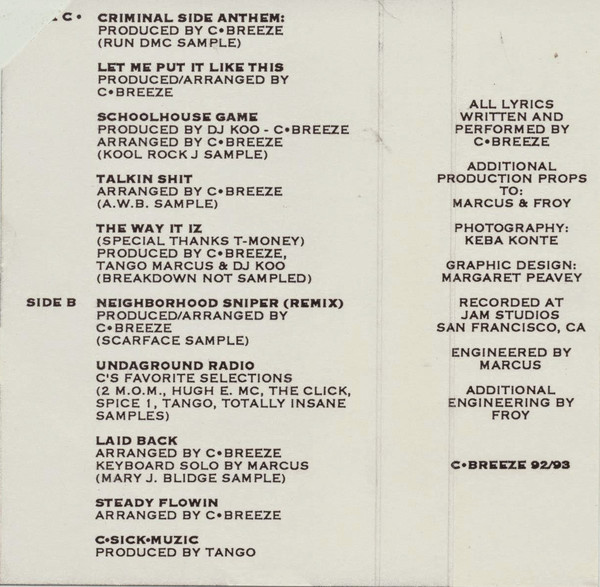 C•
CRIMINAL SIDE ANTHEM:
PRODUCED BY C•BREEZE
(RUN DMC SAMPLE)
LET ME PUT IT LIKE THIS
PRODUCED/ARRANGED BY
C•BREEZE
SCHOOLHOUSE GAME
PRODUCED BY DJ KOO - C•BREEZE
ARRANGED BY C•BREEZE
(KOOL ROCK J SAMPLE)
TALKIN SHIT
ARRANGED BY C•BREEZE
(A.W.B. SAMPLE)
THE WAY IT IZ
(SPECIAL THANKS T-MONEY)
PRODUCED BY C•BREEZE,
TANGO MARCUS & DJ KOO
(BREAKDOWN NOT SAMPLED)
SIDE B
NEIGHBORHOOD SNIPER (REMIX)
PRODUCED/ARRANGED BY
C•BREEZE
(SCARFACE SAMPLE)
UNDAGROUND RADIO
C'S FAVORITE SELECTIONS
(2 M.O.M., HUGH E. MC, THE CLICK,
SPICE 1, TANGO, TOTALLY INSANE
SAMPLES)
LAID BACK
ARRANGED BY C•BREEZE
KEYBOARD SOLO BY MARCUS
(MARY J. BLIDGE SAMPLE)
STEADY FLOWIN
ARRANGED BY C•BREEZE
C•SICK•MUZIC
PRODUCED BY TANGO
ALL LYRICS
WRITTEN AND
PERFORMED BY
C•BREEZE
ADDITIONAL
PRODUCTION PROPS
TO:
MARCUS & FROY
PHOTOGRAPHY:
KEBA KONTE
GRAPHIC DESIGN:
MARGARET PEAVEY
RECORDED AT
JAM STUDIOS
SAN FRANCISCO, CA
ENGINEERED BY
MARCUS
ADDITIONAL
ENGINEERING BY
FROY
C•BREEZE 92/93